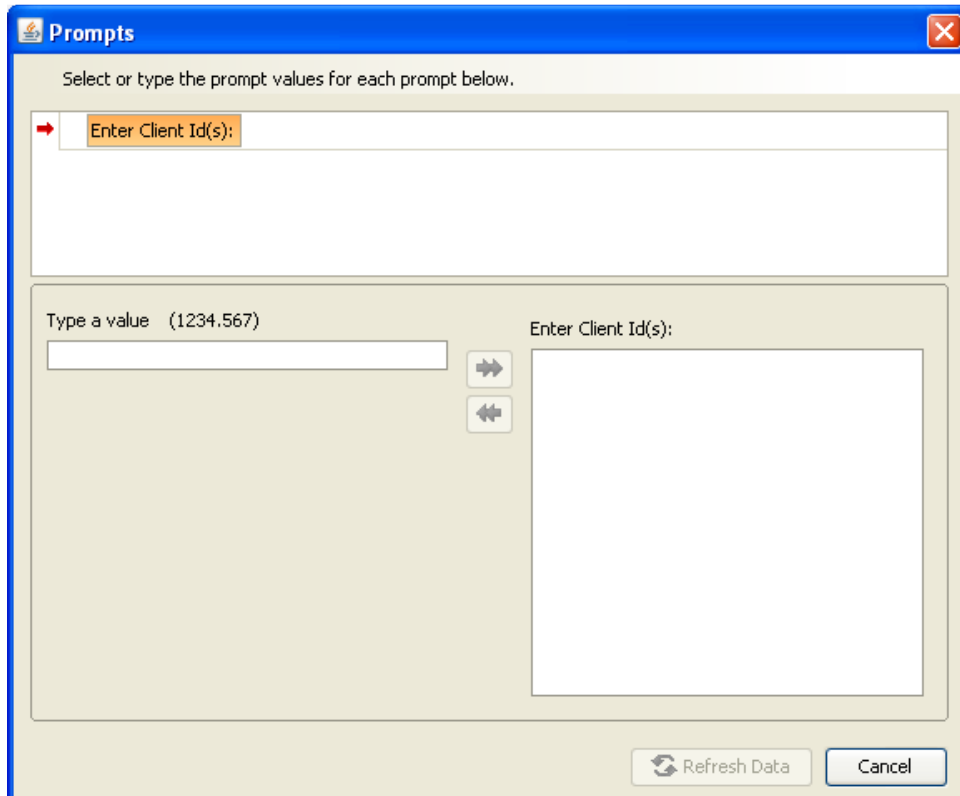 Prompts
Select or type the prompt values for each prompt below.
Enter Client Id(s):
Type a value (1234.567)
Enter Client Id(s):
Refresh Data
Cancel